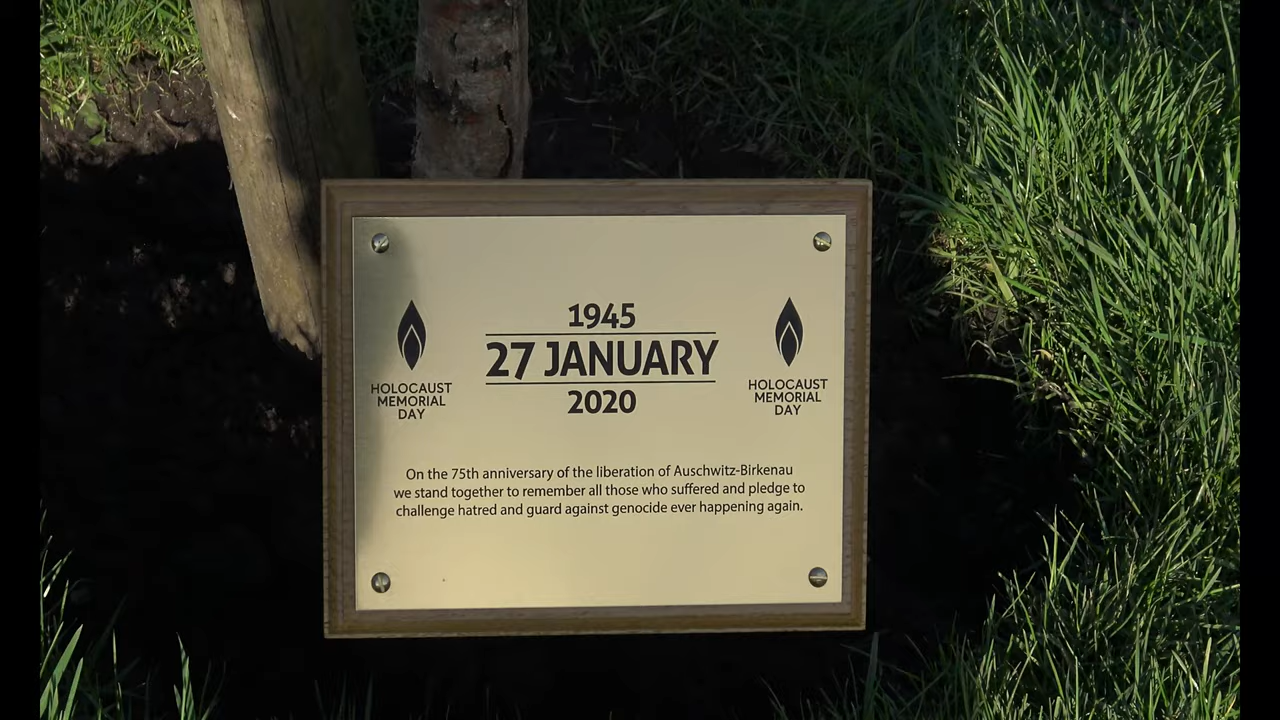 1945
27 JANUARY
2020
HOLOCAUST
MEMORIAL
DAY
HOLOCAUST
MEMORIAL
DAY
On the 75th anniversary of the liberation of Auschwitz-Birkenau
we stand together to remember all those who suffered and pledge to
challenge hatred and guard against genocide ever happening again.